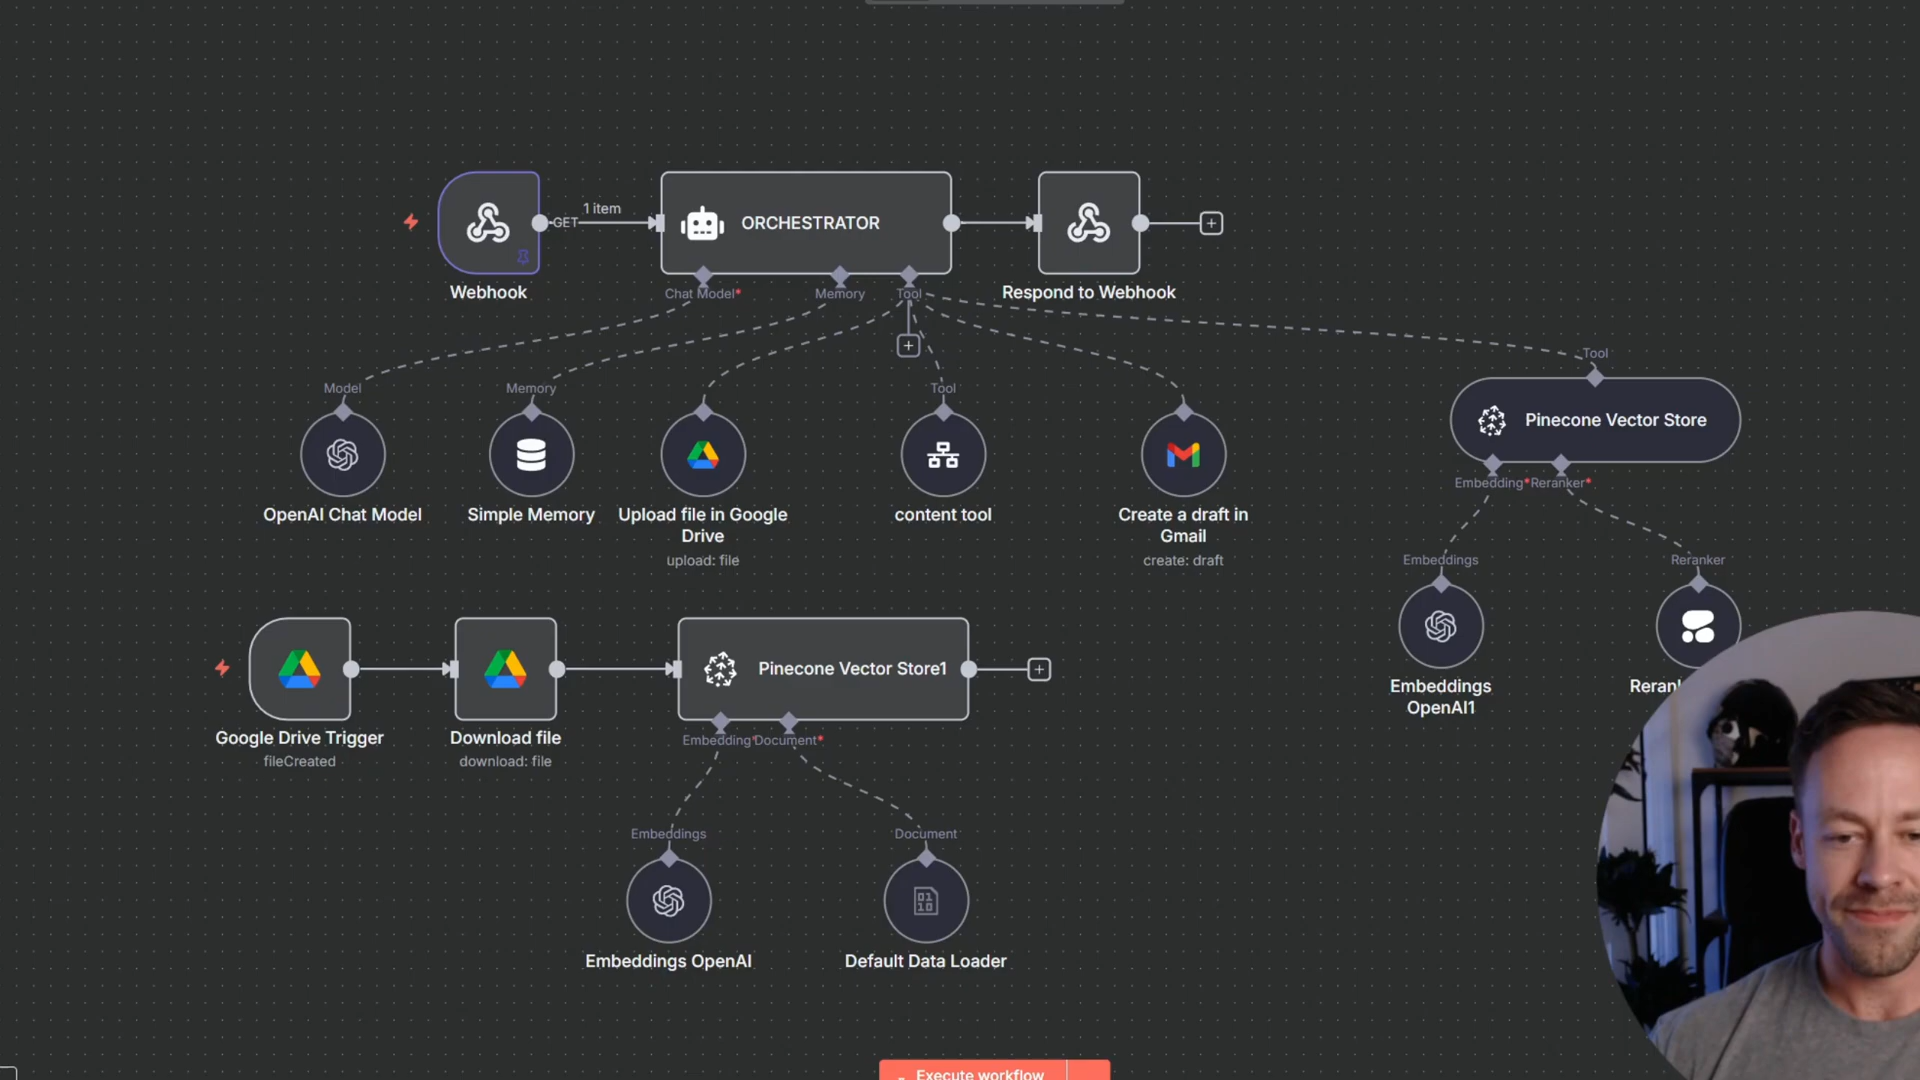 GET
1 item
ORCHESTRATOR
Webhook
Chat Model*
Memory
Tool
Respond to Webhook
Tool
Model
Memory
Tool
Pinecone Vector Store
Embedding*
Reranker*
OpenAI Chat Model
Simple Memory
Upload file in Google
Drive
upload: file
content tool
Create a draft in
Gmail
create: draft
Embeddings
Reranker
Embeddings
OpenAI1
Pinecone Vector Store1
Google Drive Trigger
fileCreated
Download file
download: file
Embedding*
Document*
Embeddings
Document
Embeddings OpenAI
Default Data Loader
Execute workflow